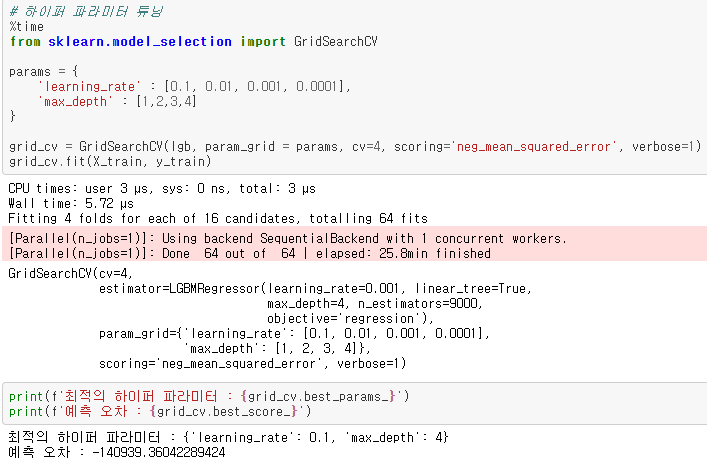 # 하이퍼 파라미터 튜닝
%time
from sklearn.model_selection import GridSearchCV
params = {
    'learning_rate' : [0.1, 0.01, 0.001, 0.0001],
    'max_depth' : [1,2,3,4]
}
grid_cv = GridSearchCV(lgb, param_grid = params, cv=4, scoring='neg_mean_squared_error', verbose=1)
grid_cv.fit(X_train, y_train)
CPU times: user 3 µs, sys: 0 ns, total: 3 µs
Wall time: 5.72 µs
Fitting 4 folds for each of 16 candidates, totalling 64 fits
[Parallel(n_jobs=1)]: Using backend SequentialBackend with 1 concurrent workers.
[Parallel(n_jobs=1)]: Done  64 out of  64 | elapsed: 25.8min finished
GridSearchCV(cv=4,
             estimator=LGBMRegressor(learning_rate=0.001, linear_tree=True,
                                     max_depth=4, n_estimators=9000,
                                     objective='regression'),
             param_grid={'learning_rate': [0.1, 0.01, 0.001, 0.0001],
                         'max_depth': [1, 2, 3, 4]},
             scoring='neg_mean_squared_error', verbose=1)
print(f'최적의 하이퍼 파라미터 : {grid_cv.best_params_}')
print(f'예측 오차 : {grid_cv.best_score_}')
최적의 하이퍼 파라미터 : {'learning_rate': 0.1, 'max_depth': 4}
예측 오차 : -140939.36042289424